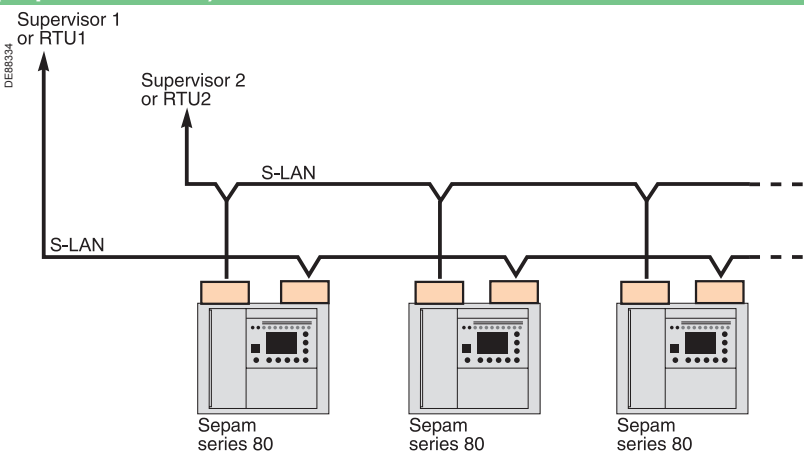 Supervisor 1
or RTU1
DE88334
Supervisor 2
or RTU2
S-LAN
S-LAN
Sepam
series 80
Sepam
series 80
Sepam
series 80